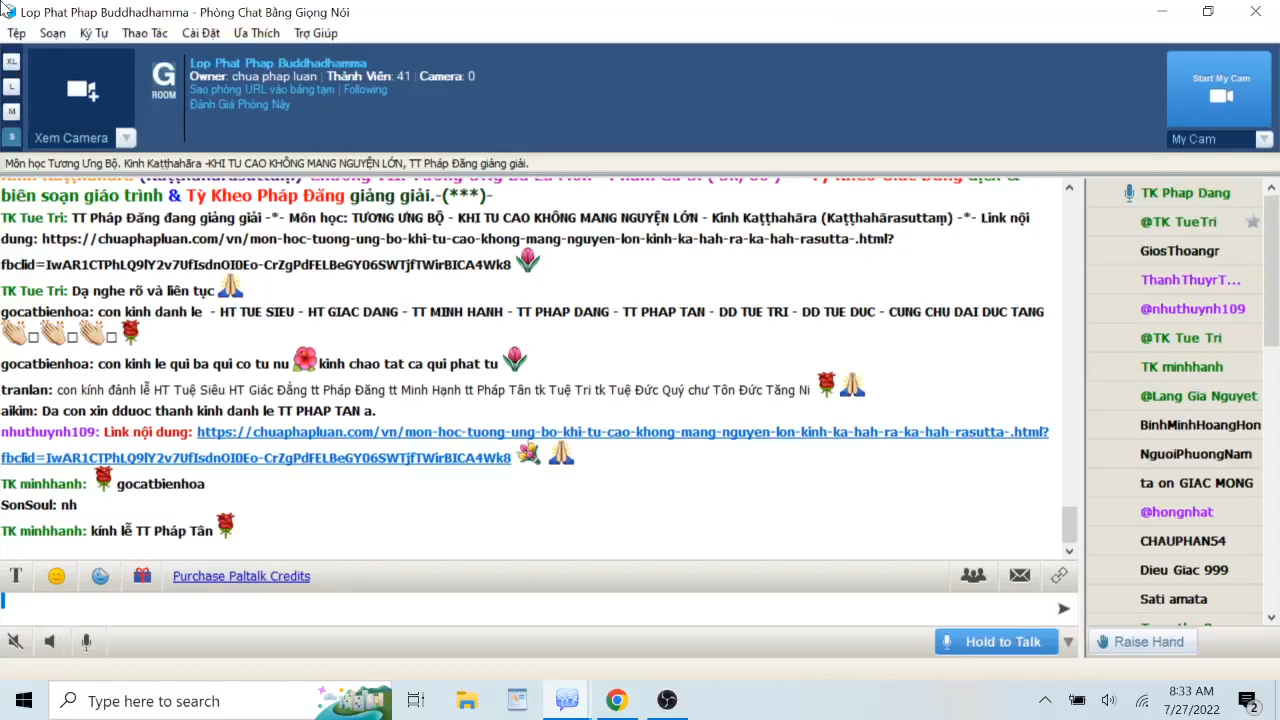 Lop Phat Phap Buddhadhamma - Phòng Chat Bằng Giọng Nói
Tệp Soạn Ký Tự Thao Tác Cài Đặt Ưa Thích Trợ Giúp
XL
L
M
S
Xem Camera
G
ROOM
Lop Phat Phap Buddhadhamma
Owner: chua phap luan | Thành Viên: 41 | Camera: 0
Sao phòng URL vào bảng tạm | Following
Đánh Giá Phòng Này
Start My Cam
My Cam
Môn học Tương Ưng Bộ. Kinh Kaṭṭhahāra -KHI TU CAO KHÔNG MANG NGUYỆN LỚN, TT Pháp Đăng giảng giải.
biên soạn giáo trình & Tỳ Kheo Pháp Đăng giảng giải.-(***)-
TK Tue Tri: TT Pháp Đăng đang giảng giải -*- Môn học: TƯƠNG ƯNG BỘ - KHI TU CAO KHÔNG MANG NGUYỆN LỚN - Kinh Kaṭṭhahāra (Kaṭṭhahārasuttaṃ) -*- Link nội
dung: https://chuaphapluan.com/vn/mon-hoc-tuong-ung-bo-khi-tu-cao-khong-mang-nguyen-lon-kinh-ka-hah-ra-ka-hah-rasutta-.html?
fbclid=IwAR1CTPhLQ9lY2v7UfIsdnOI0Eo-CrZgPdFELBeGY06SWTjfTWirBICA4Wk8
TK Tue Tri: Dạ nghe rõ và liên tục
gocatbienhoa: con kinh danh le - HT TUE SIEU - HT GIAC DANG - TT MINH HANH - TT PHAP DANG - TT PHAP TAN - DD TUE TRI - DD TUE DUC - CUNG CHU DAI DUC TANG
gocatbienhoa: con kinh le qui ba qui co tu nu kinh chao tat ca qui phat tu
tranlan: con kính đảnh lễ HT Tuệ Siêu HT Giác Đẳng tt Pháp Đăng tt Minh Hạnh tt Pháp Tân tk Tuệ Tri tk Tuệ Đức Quý chư Tôn Đức Tăng Ni
aikim: Da con xin dduoc thanh kinh danh le TT PHAP TAN a.
nhuthuynh109: Link nội dung: https://chuaphapluan.com/vn/mon-hoc-tuong-ung-bo-khi-tu-cao-khong-mang-nguyen-lon-kinh-ka-hah-ra-ka-hah-rasutta-.html?
fbclid=IwAR1CTPhLQ9lY2v7UfIsdnOI0Eo-CrZgPdFELBeGY06SWTjfTWirBICA4Wk8
TK minhhanh: gocatbienhoa
SonSoul: nh
TK minhhanh: kính lễ TT Pháp Tân
TK Phap Dang
@TK TueTri
GiosThoangr
ThanhThuyrT...
@nhuthuynh109
@TK Tue Tri
TK minhhanh
@Lang Gia Nguyet
BinhMinhHoangHon
NguoiPhuongNam
ta on GIAC MONG
@hongnhat
CHAUPHAN54
Dieu Giac 999
Sati amata
T Purchase Paltalk Credits
Hold to Talk
Raise Hand
Type here to search
8:33 AM
7/27/2022
2